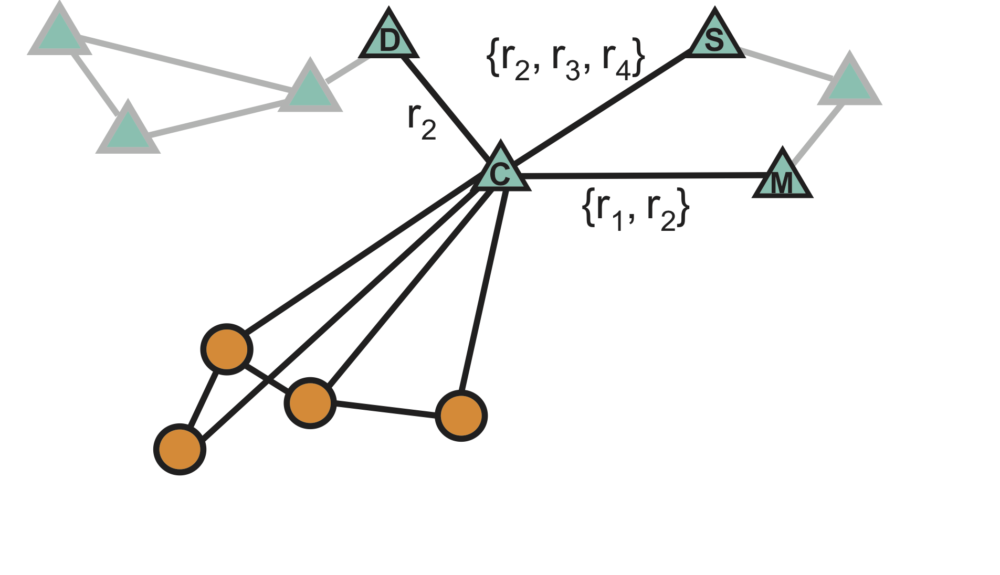 D
S
{r₂, r₃, r₄}
r₂
C
M
{r₁, r₂}